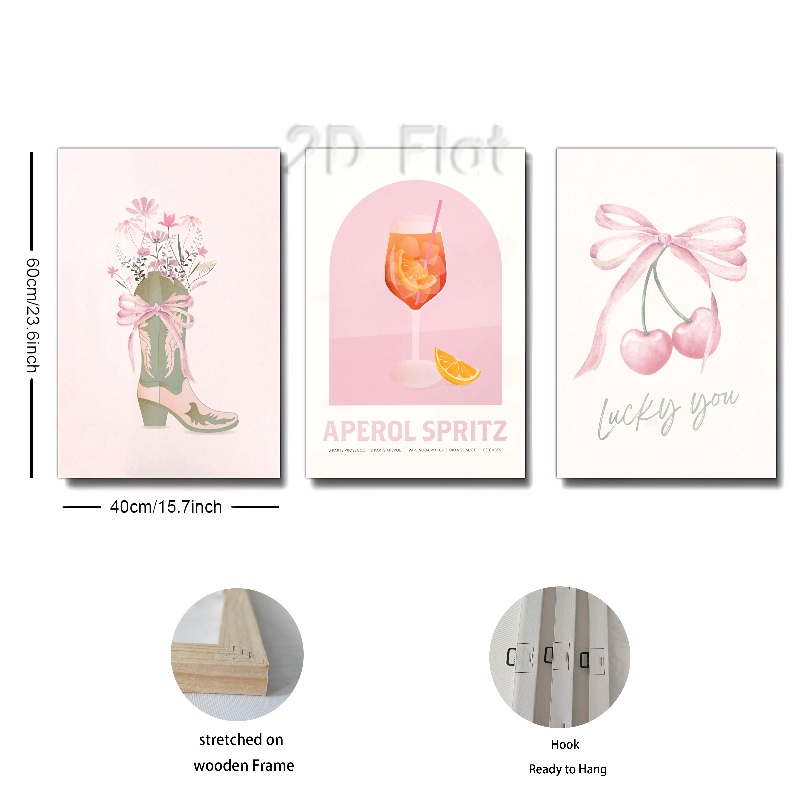 2D Flat
60cm/23.6inch
APEROL SPRITZ
Lucky you
40cm/15.7inch
stretched on
wooden Frame
Hook
Ready to Hang